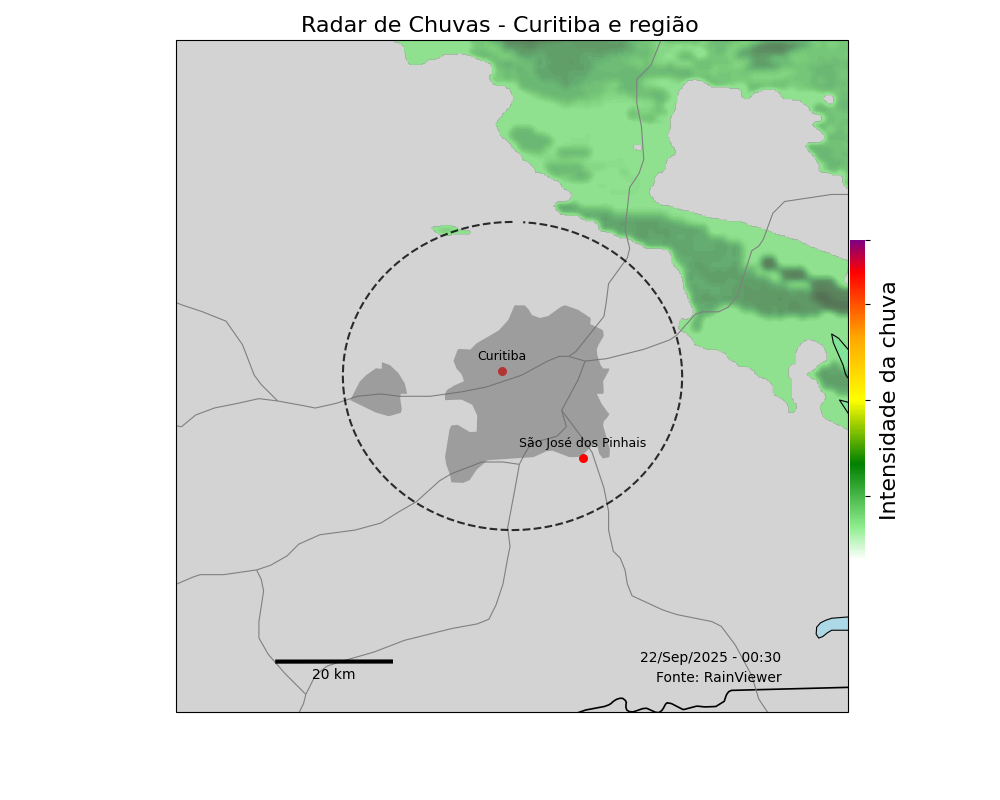 Radar de Chuvas - Curitiba e região
Curitiba
São José dos Pinhais
Intensidade da chuva
22/Sep/2025 - 00:30
Fonte: RainViewer
20 km